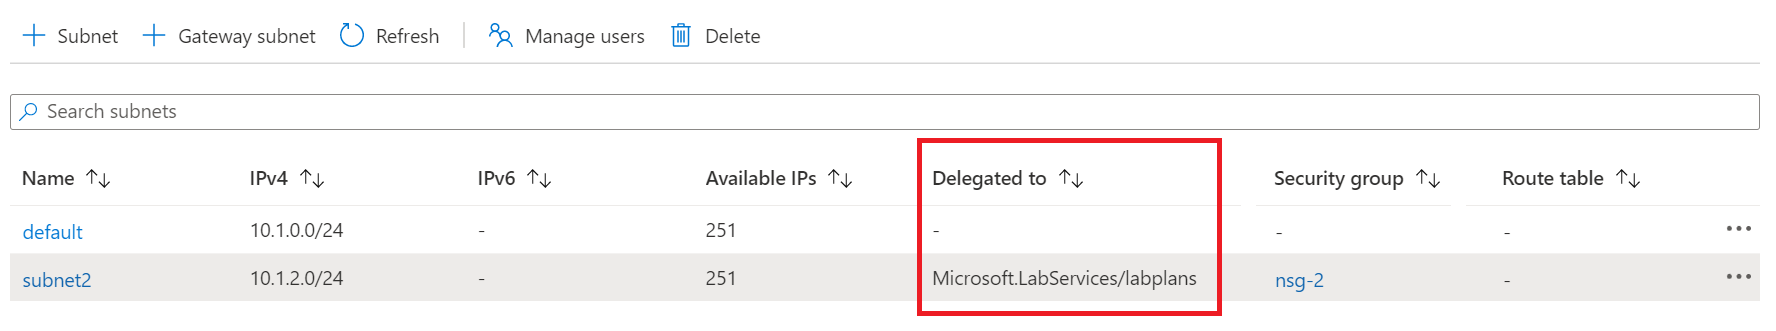 Subnet Gateway subnet Refresh Manage users Delete
Search subnets
Name IPv4 IPv6 Available IPs Delegated to Security group Route table
default 10.1.0.0/24 - 251 - - -
subnet2 10.1.2.0/24 - 251 Microsoft.LabServices/labplans nsg-2 -